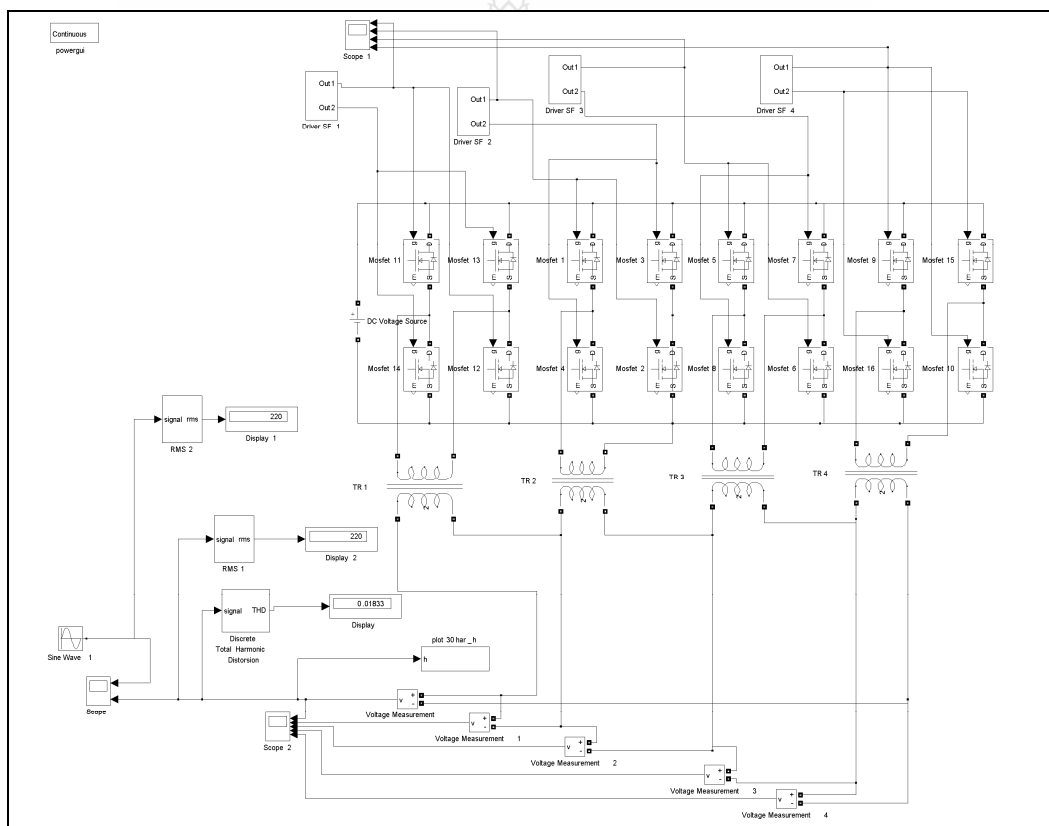 Continuous
powergui
Scope 1
Out1
Out2
Driver SF 1
Out1
Out2
Driver SF 2
Out1
Out2
Driver SF 3
Out1
Out2
Driver SF 4
Mosfet 11
Mosfet 13
Mosfet 1
Mosfet 3
Mosfet 5
Mosfet 7
Mosfet 9
Mosfet 15
g D
m S
g D
m S
g D
m S
g D
m S
g D
m S
g D
m S
g D
m S
g D
m S
+
DC Voltage Source
Mosfet 14
Mosfet 12
Mosfet 4
Mosfet 2
Mosfet 8
Mosfet 6
Mosfet 16
Mosfet 10
g D
m S
g D
m S
g D
m S
g D
m S
g D
m S
g D
m S
g D
m S
g D
m S
signal rms
RMS 2
220
Display 1
TR 1
2
TR 2
2
TR 3
2
TR 4
2
signal rms
RMS 1
220
Display 2
signal THD
Discrete
Total Harmonic
Distorsion
0.01833
Display
Sine Wave 1
plot 30 har _ h
h
Scope
Scope 2
v + -
Voltage Measurement
v + -
Voltage Measurement 1
v + -
Voltage Measurement 2
v + -
Voltage Measurement 3
v + -
Voltage Measurement 4